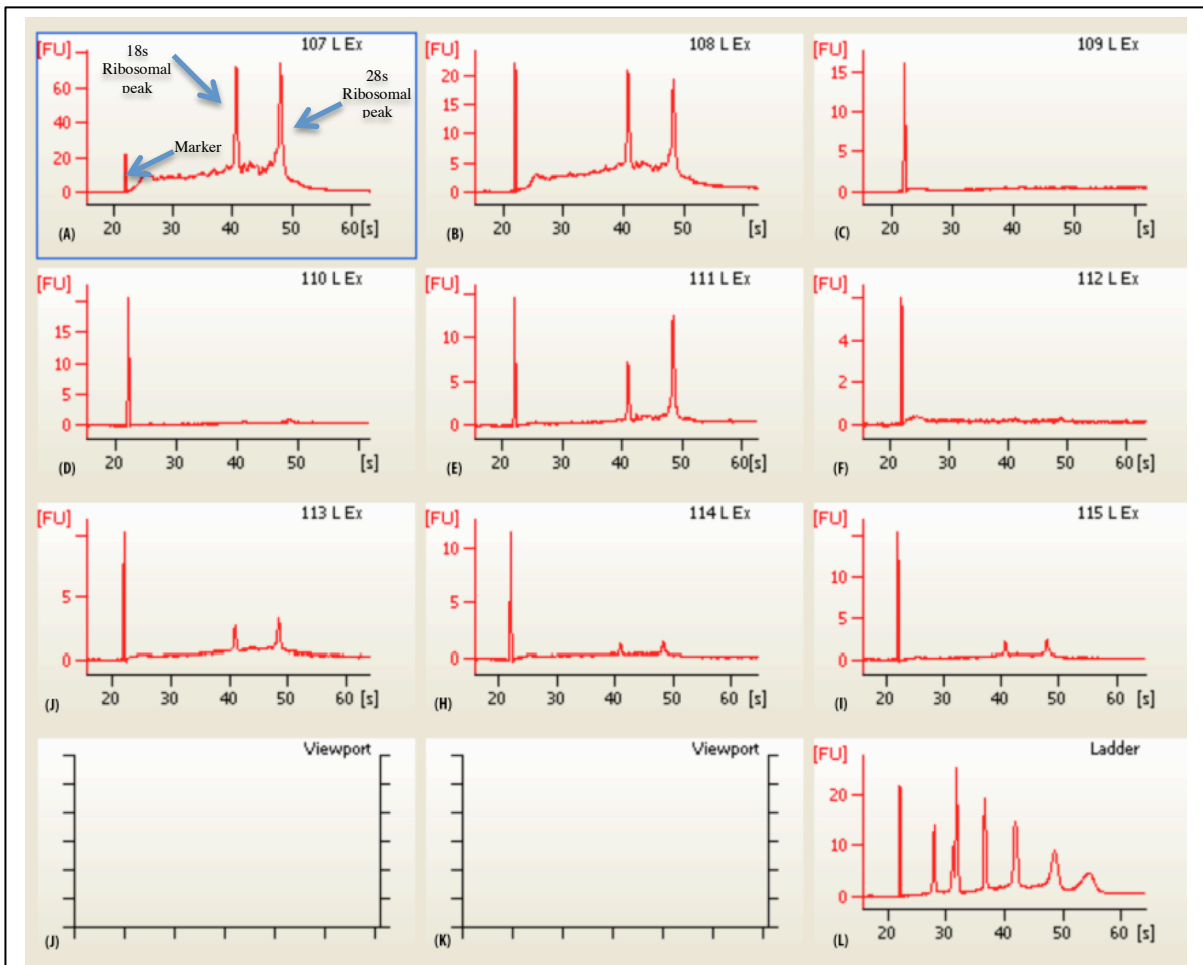 107 L Ex
[FU]
18s
Ribosomal
peak
28s
Ribosomal
peak
Marker
60
40
20
0
20 30 40 50 60 [s]
(A)
108 L Ex
[FU]
20
15
10
5
0
20 30 40 50 [s]
(B)
109 L Ex
[FU]
15
10
5
0
20 30 40 50 [s]
(C)
110 L Ex
[FU]
15
10
5
0
20 30 40 50 [s]
(D)
111 L Ex
[FU]
10
5
0
20 30 40 50 60 [s]
(E)
112 L Ex
[FU]
4
2
0
20 30 40 50 60 [s]
(F)
113 L Ex
[FU]
5
0
20 30 40 50 60 [s]
(J)
114 L Ex
[FU]
10
5
0
20 30 40 50 60 [s]
(H)
115 L Ex
[FU]
10
5
0
20 30 40 50 60 [s]
(I)
Viewport
(J)
Viewport
(K)
Ladder
[FU]
20
10
0
20 30 40 50 60 [s]
(L)